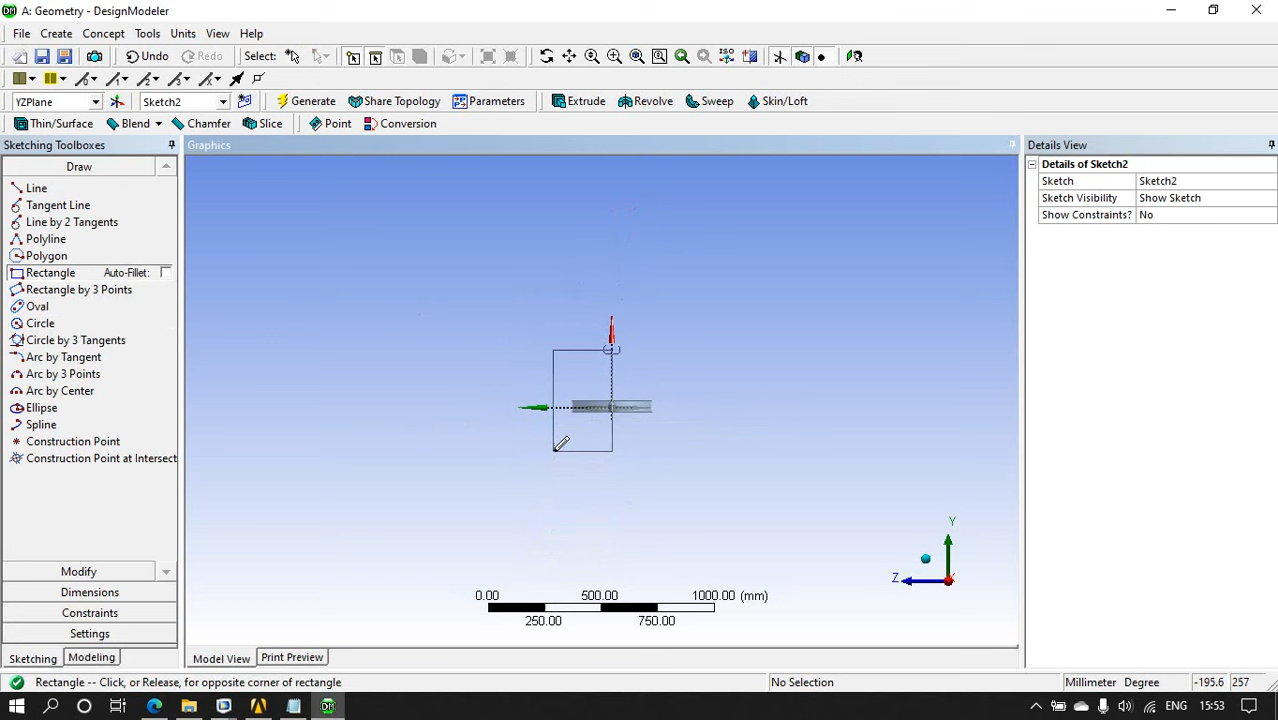 A: Geometry - DesignModeler
File Create Concept Tools Units View Help
Undo Redo Select:
YZPlane Sketch2 Generate Share Topology Parameters Extrude Revolve Sweep Skin/Loft
Thin/Surface Blend Chamfer Slice Point Conversion
Sketching Toolboxes
Draw
Line
Tangent Line
Line by 2 Tangents
Polyline
Polygon
Rectangle Auto-Fillet:
Rectangle by 3 Points
Oval
Circle
Circle by 3 Tangents
Arc by Tangent
Arc by 3 Points
Arc by Center
Ellipse
Spline
Construction Point
Construction Point at Intersect
Modify
Dimensions
Constraints
Settings
Sketching Modeling
Graphics
Y
Z
0.00 500.00 1000.00 (mm)
250.00 750.00
Model View Print Preview
Details View
Details of Sketch2
Sketch Sketch2
Sketch Visibility Show Sketch
Show Constraints? No
Rectangle -- Click, or Release, for opposite corner of rectangle No Selection Millimeter Degree -195.6 257
DM ENG 15:53